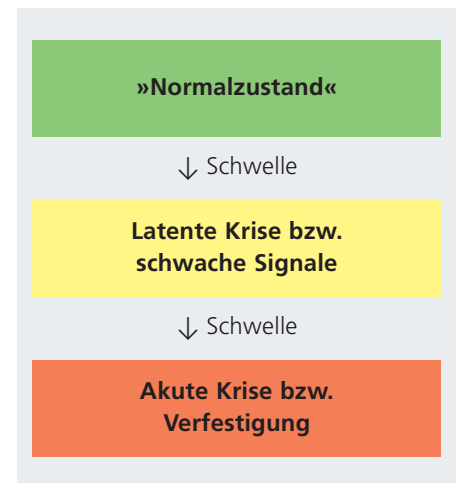 »Normalzustand«
↓ Schwelle
Latente Krise bzw.
schwache Signale
↓ Schwelle
Akute Krise bzw.
Verfestigung